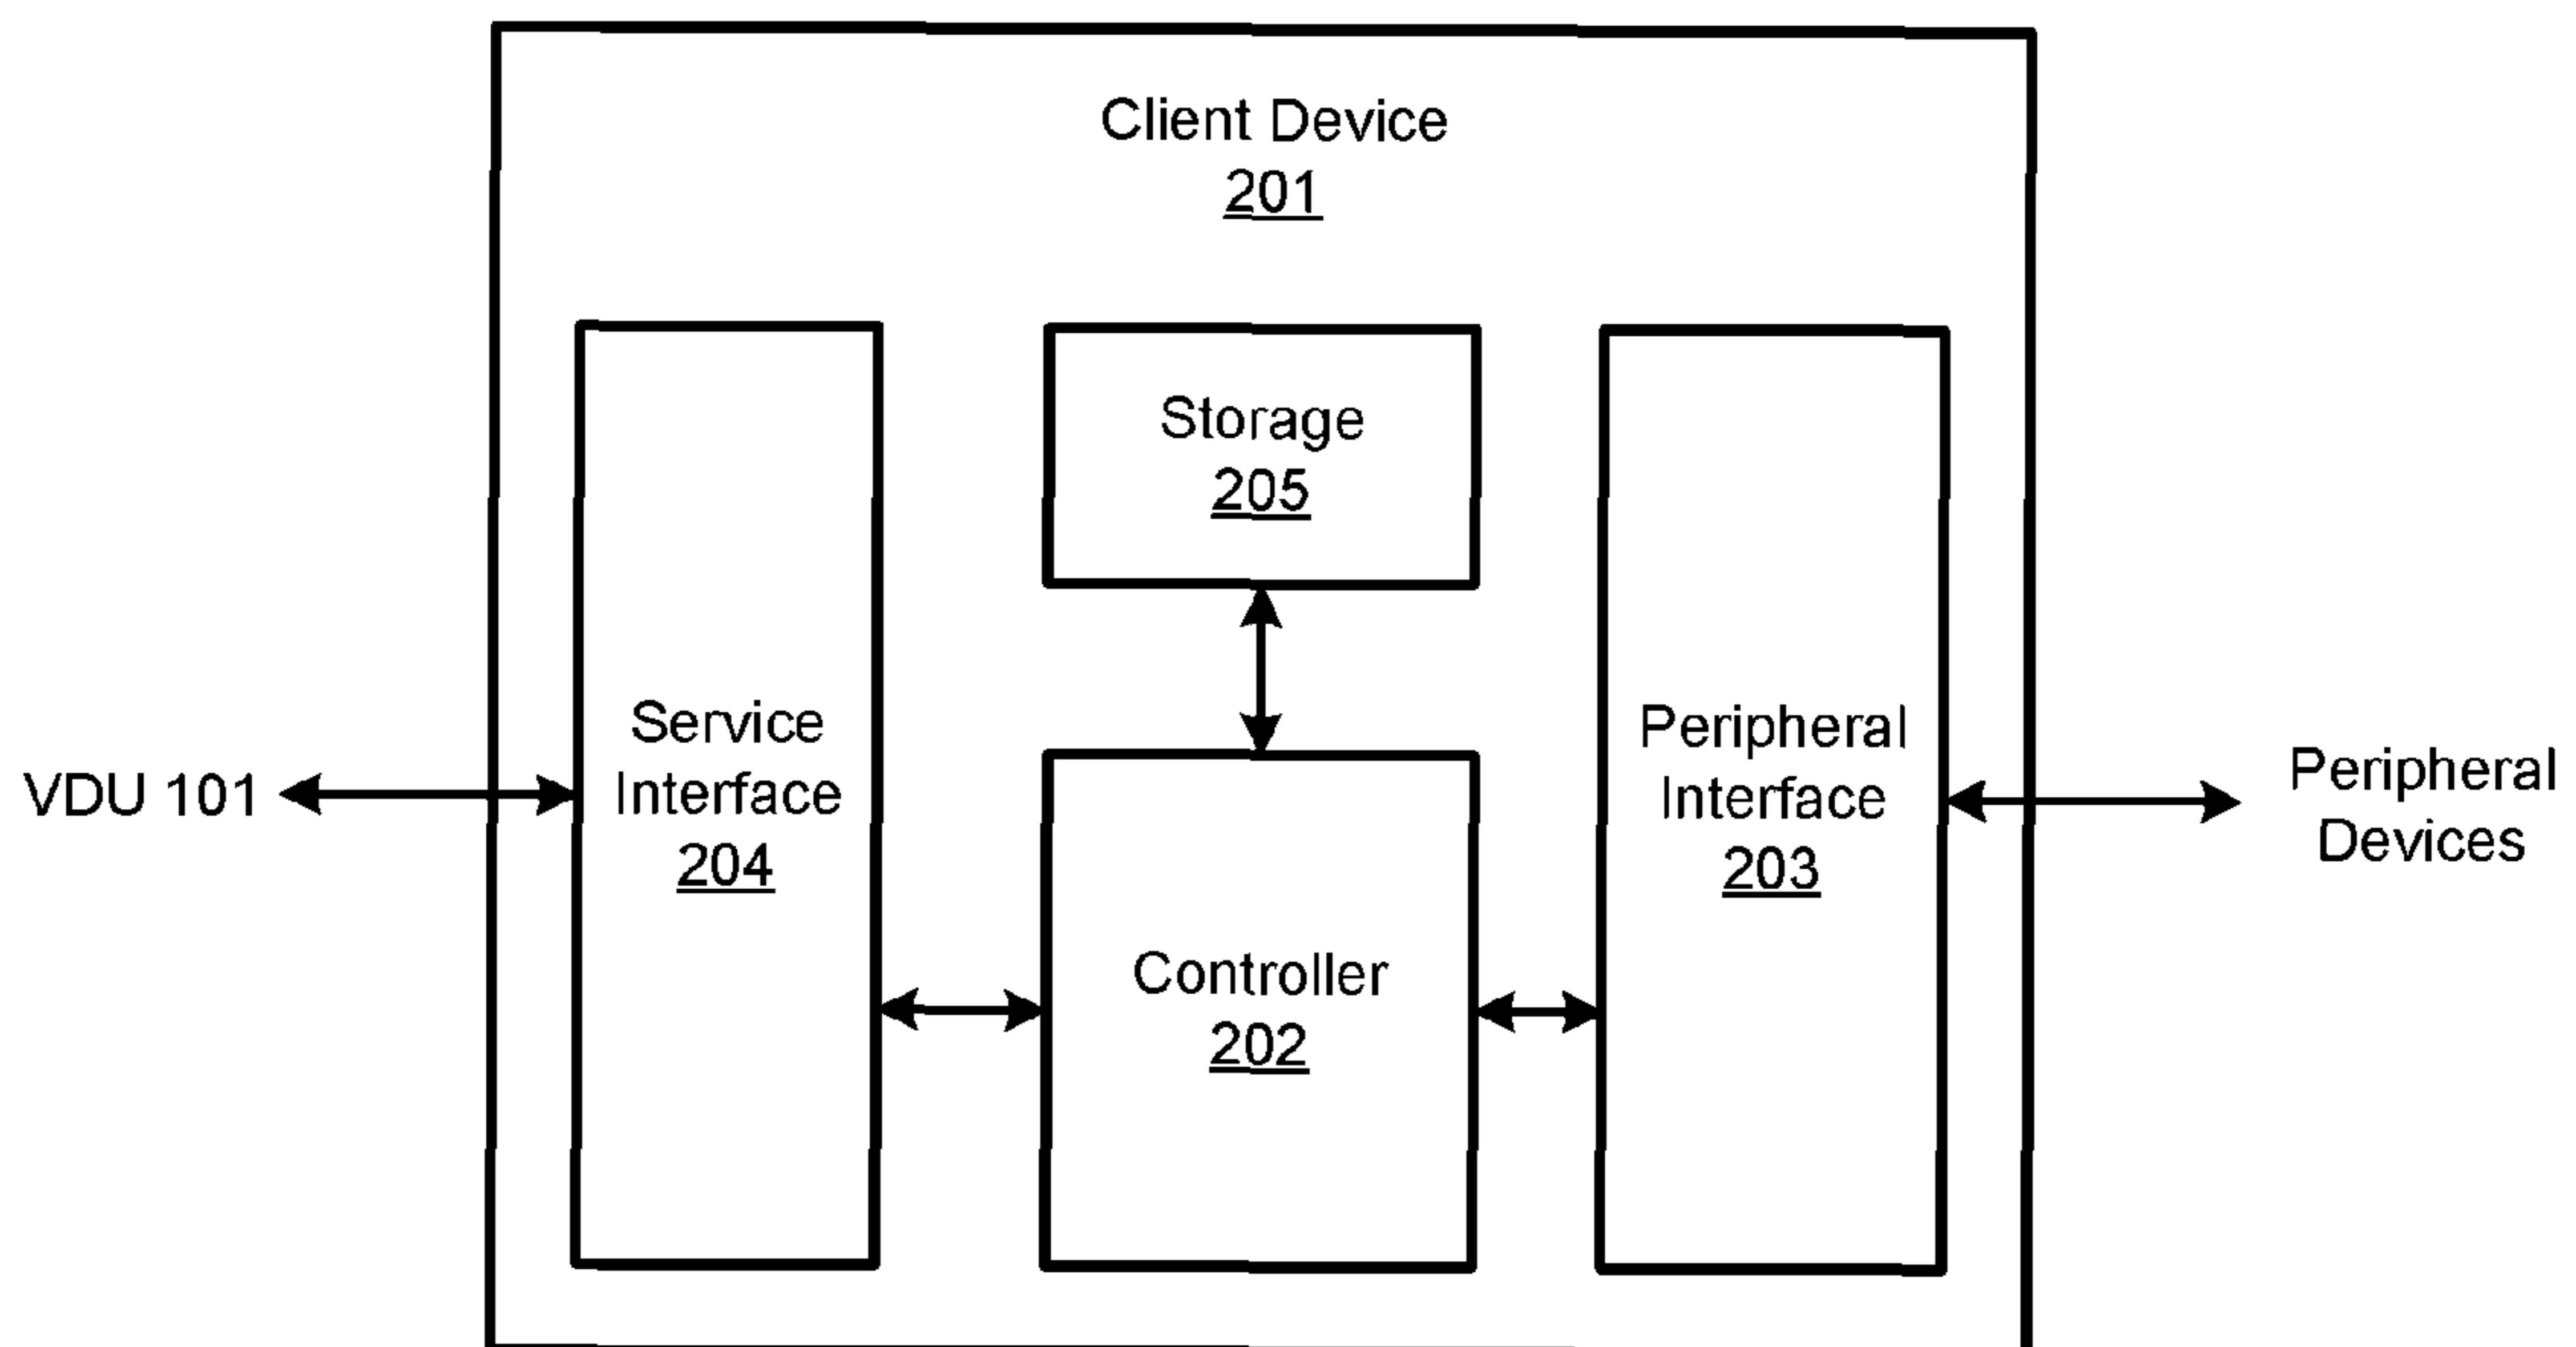 Client Device
201
Storage
205
Service
Interface
204
Peripheral
Interface
203
VDU 101
Peripheral
Devices
Controller
202